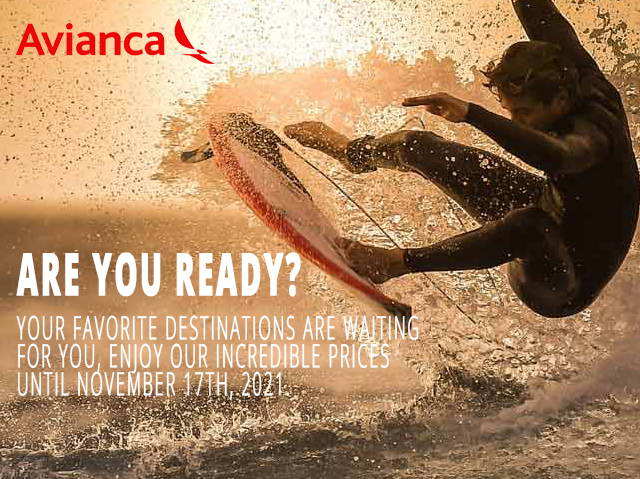 Avianca
ARE YOU READY?
YOUR FAVORITE DESTINATIONS ARE WAITING
FOR YOU, ENJOY OUR INCREDIBLE PRICES
UNTIL NOVEMBER 17TH, 2021.